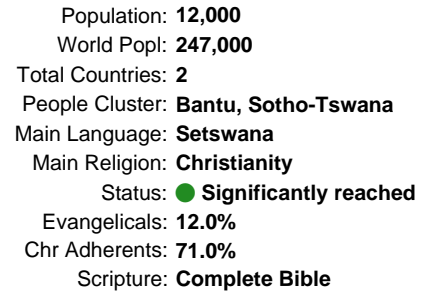 Population: 12,000
World Popl: 247,000
Total Countries: 2
People Cluster: Bantu, Sotho-Tswana
Main Language: Setswana
Main Religion: Christianity
Status: Significantly reached
Evangelicals: 12.0%
Chr Adherents: 71.0%
Scripture: Complete Bible